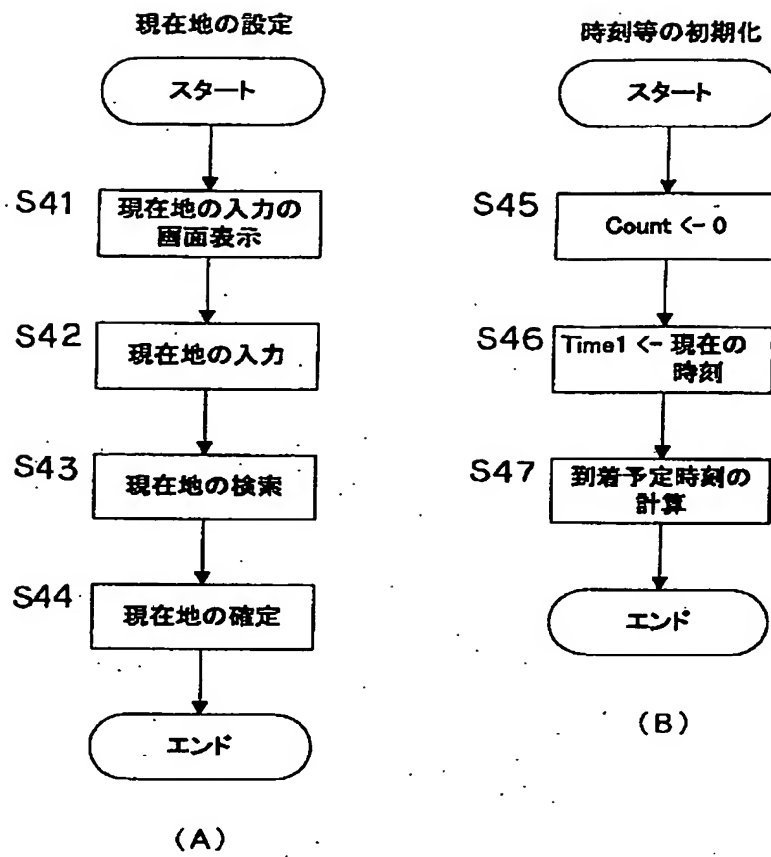 現在地の設定
スタート
S41
現在地の入力の
画面表示
S42
現在地の入力
S43
現在地の検索
S44
現在地の確定
エンド
(A)
時刻等の初期化
スタート
S45
Count <- 0
S46
Time1 <- 現在の
時刻
S47
到着予定時刻の
計算
エンド
(B)